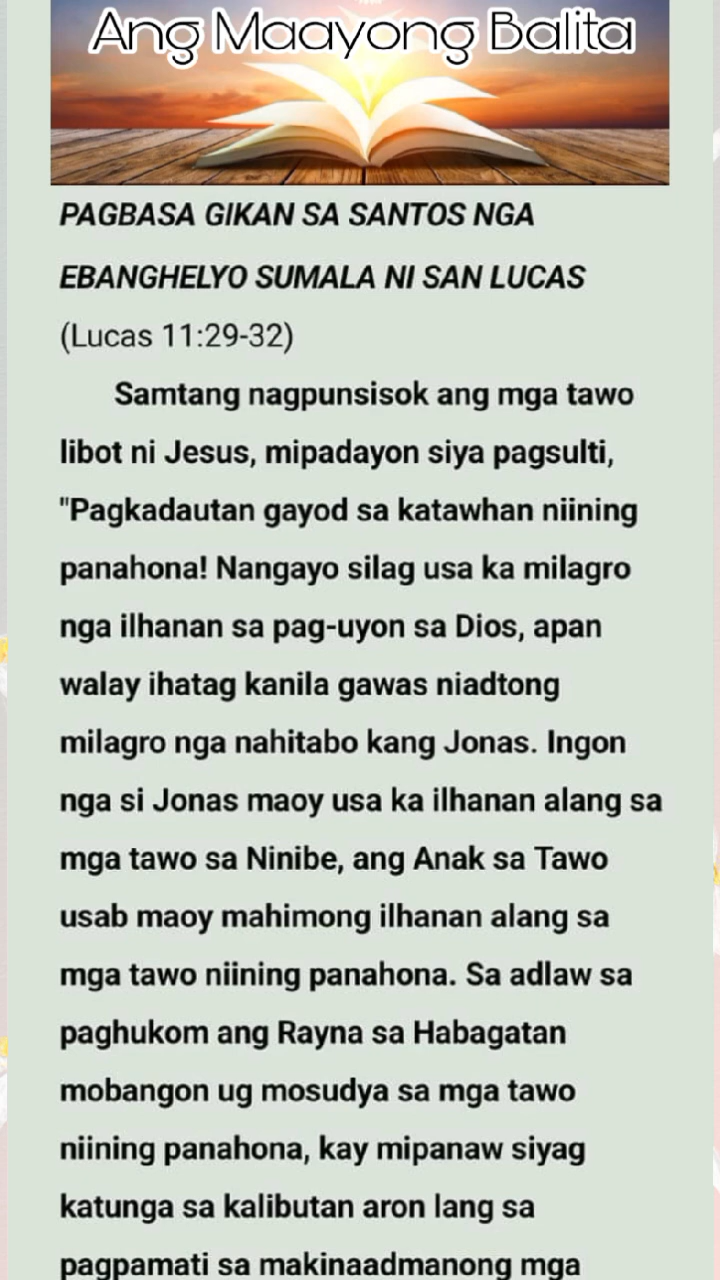 Ang Maayong Balita
PAGBASA GIKAN SA SANTOS NGA
EBANGHELYO SUMALA NI SAN LUCAS
(Lucas 11:29-32)
Samtang nagpunsisok ang mga tawo
libot ni Jesus, mipadayon siya pagsulti,
"Pagkadautan gayod sa katawhan niining
panahona! Nangayo silag usa ka milagro
nga ilhanan sa pag-uyon sa Dios, apan
walay ihatag kanila gawas niadtong
milagro nga nahitabo kang Jonas. Ingon
nga si Jonas maoy usa ka ilhanan alang sa
mga tawo sa Ninibe, ang Anak sa Tawo
usab maoy mahimong ilhanan alang sa
mga tawo niining panahona. Sa adlaw sa
paghukom ang Rayna sa Habagatan
mobangon ug mosudya sa mga tawo
niining panahona, kay mipanaw siyag
katunga sa kalibutan aron lang sa
pagpamati sa makinaadmanong mga